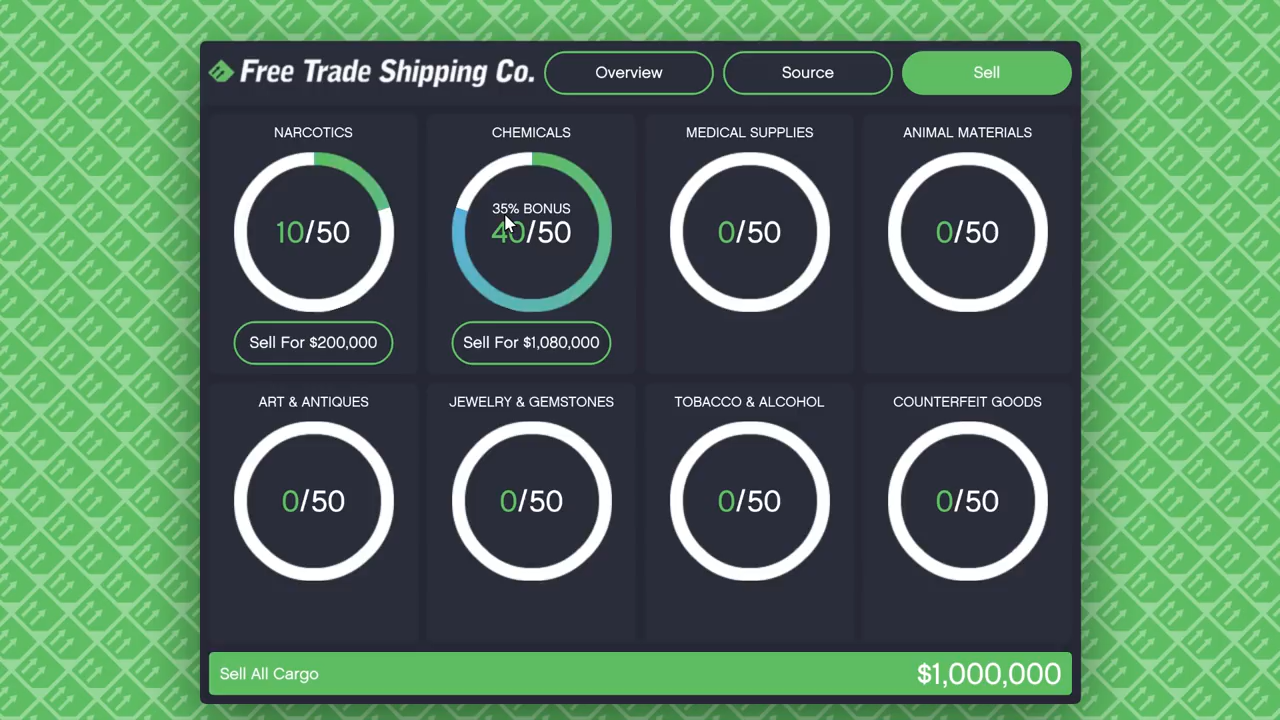 Free Trade Shipping Co.
Overview
Source
Sell
NARCOTICS
10/50
Sell For $200,000
CHEMICALS
35% BONUS
40/50
Sell For $1,080,000
MEDICAL SUPPLIES
0/50
ANIMAL MATERIALS
0/50
ART & ANTIQUES
0/50
JEWELRY & GEMSTONES
0/50
TOBACCO & ALCOHOL
0/50
COUNTERFEIT GOODS
0/50
Sell All Cargo
$1,000,000